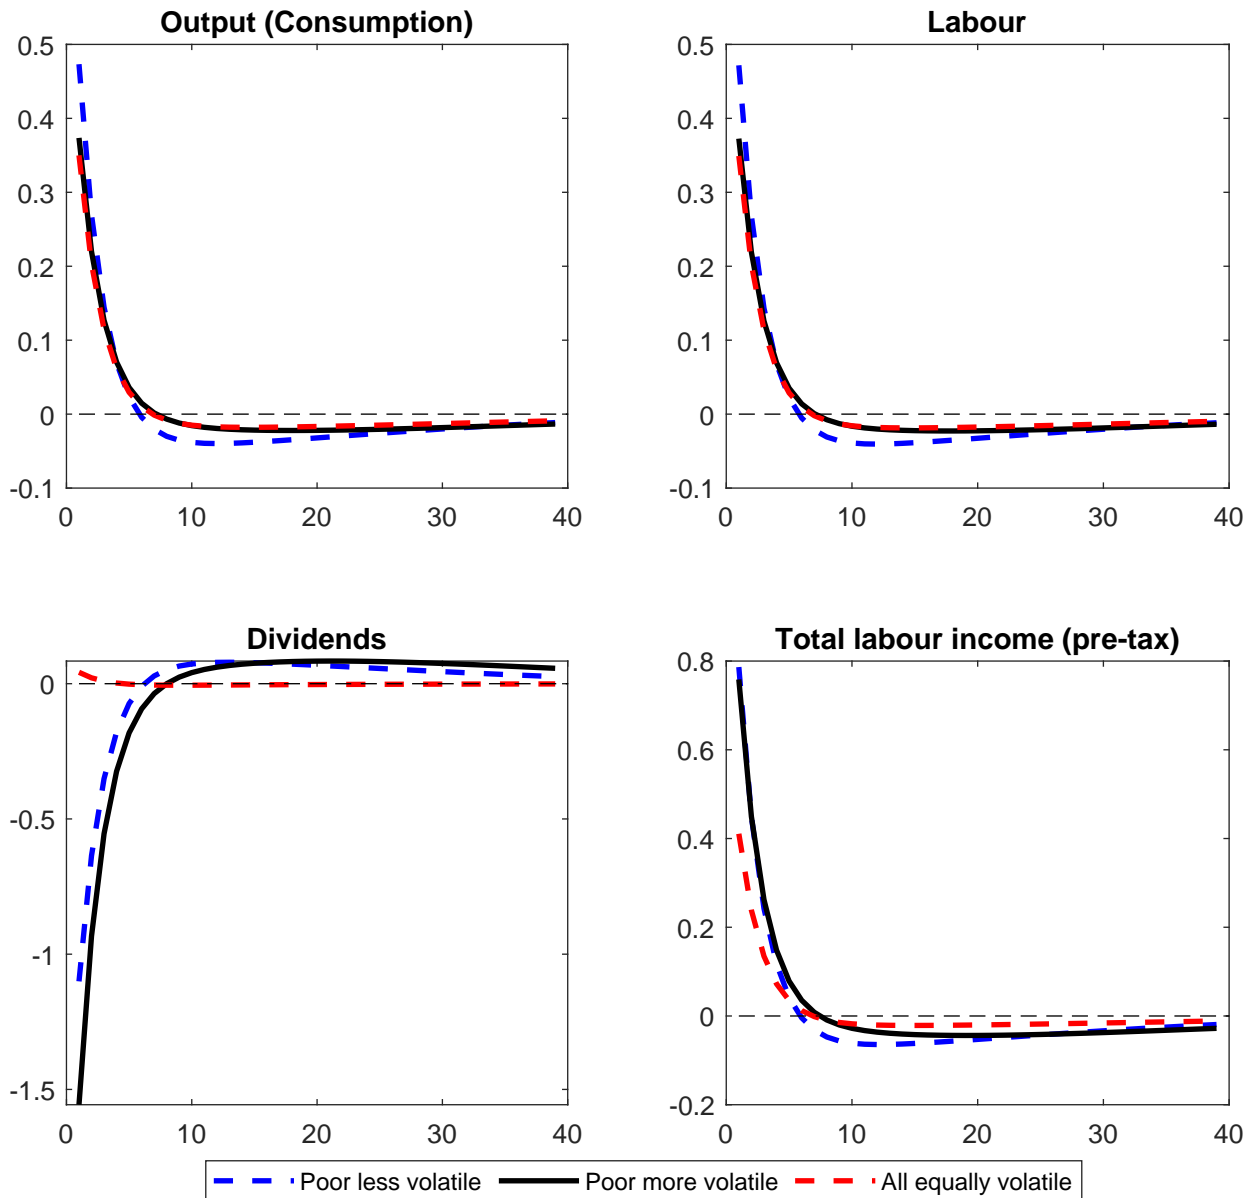 Output (Consumption)
0.5
0.4
0.3
0.2
0.1
0
-0.1
0 10 20 30 40
Labour
0.5
0.4
0.3
0.2
0.1
0
-0.1
0 10 20 30 40
Dividends
0
-0.5
-1
-1.5
0 10 20 30 40
Total labour income (pre-tax)
0.8
0.6
0.4
0.2
0
-0.2
0 10 20 30 40
Poor less volatile Poor more volatile All equally volatile